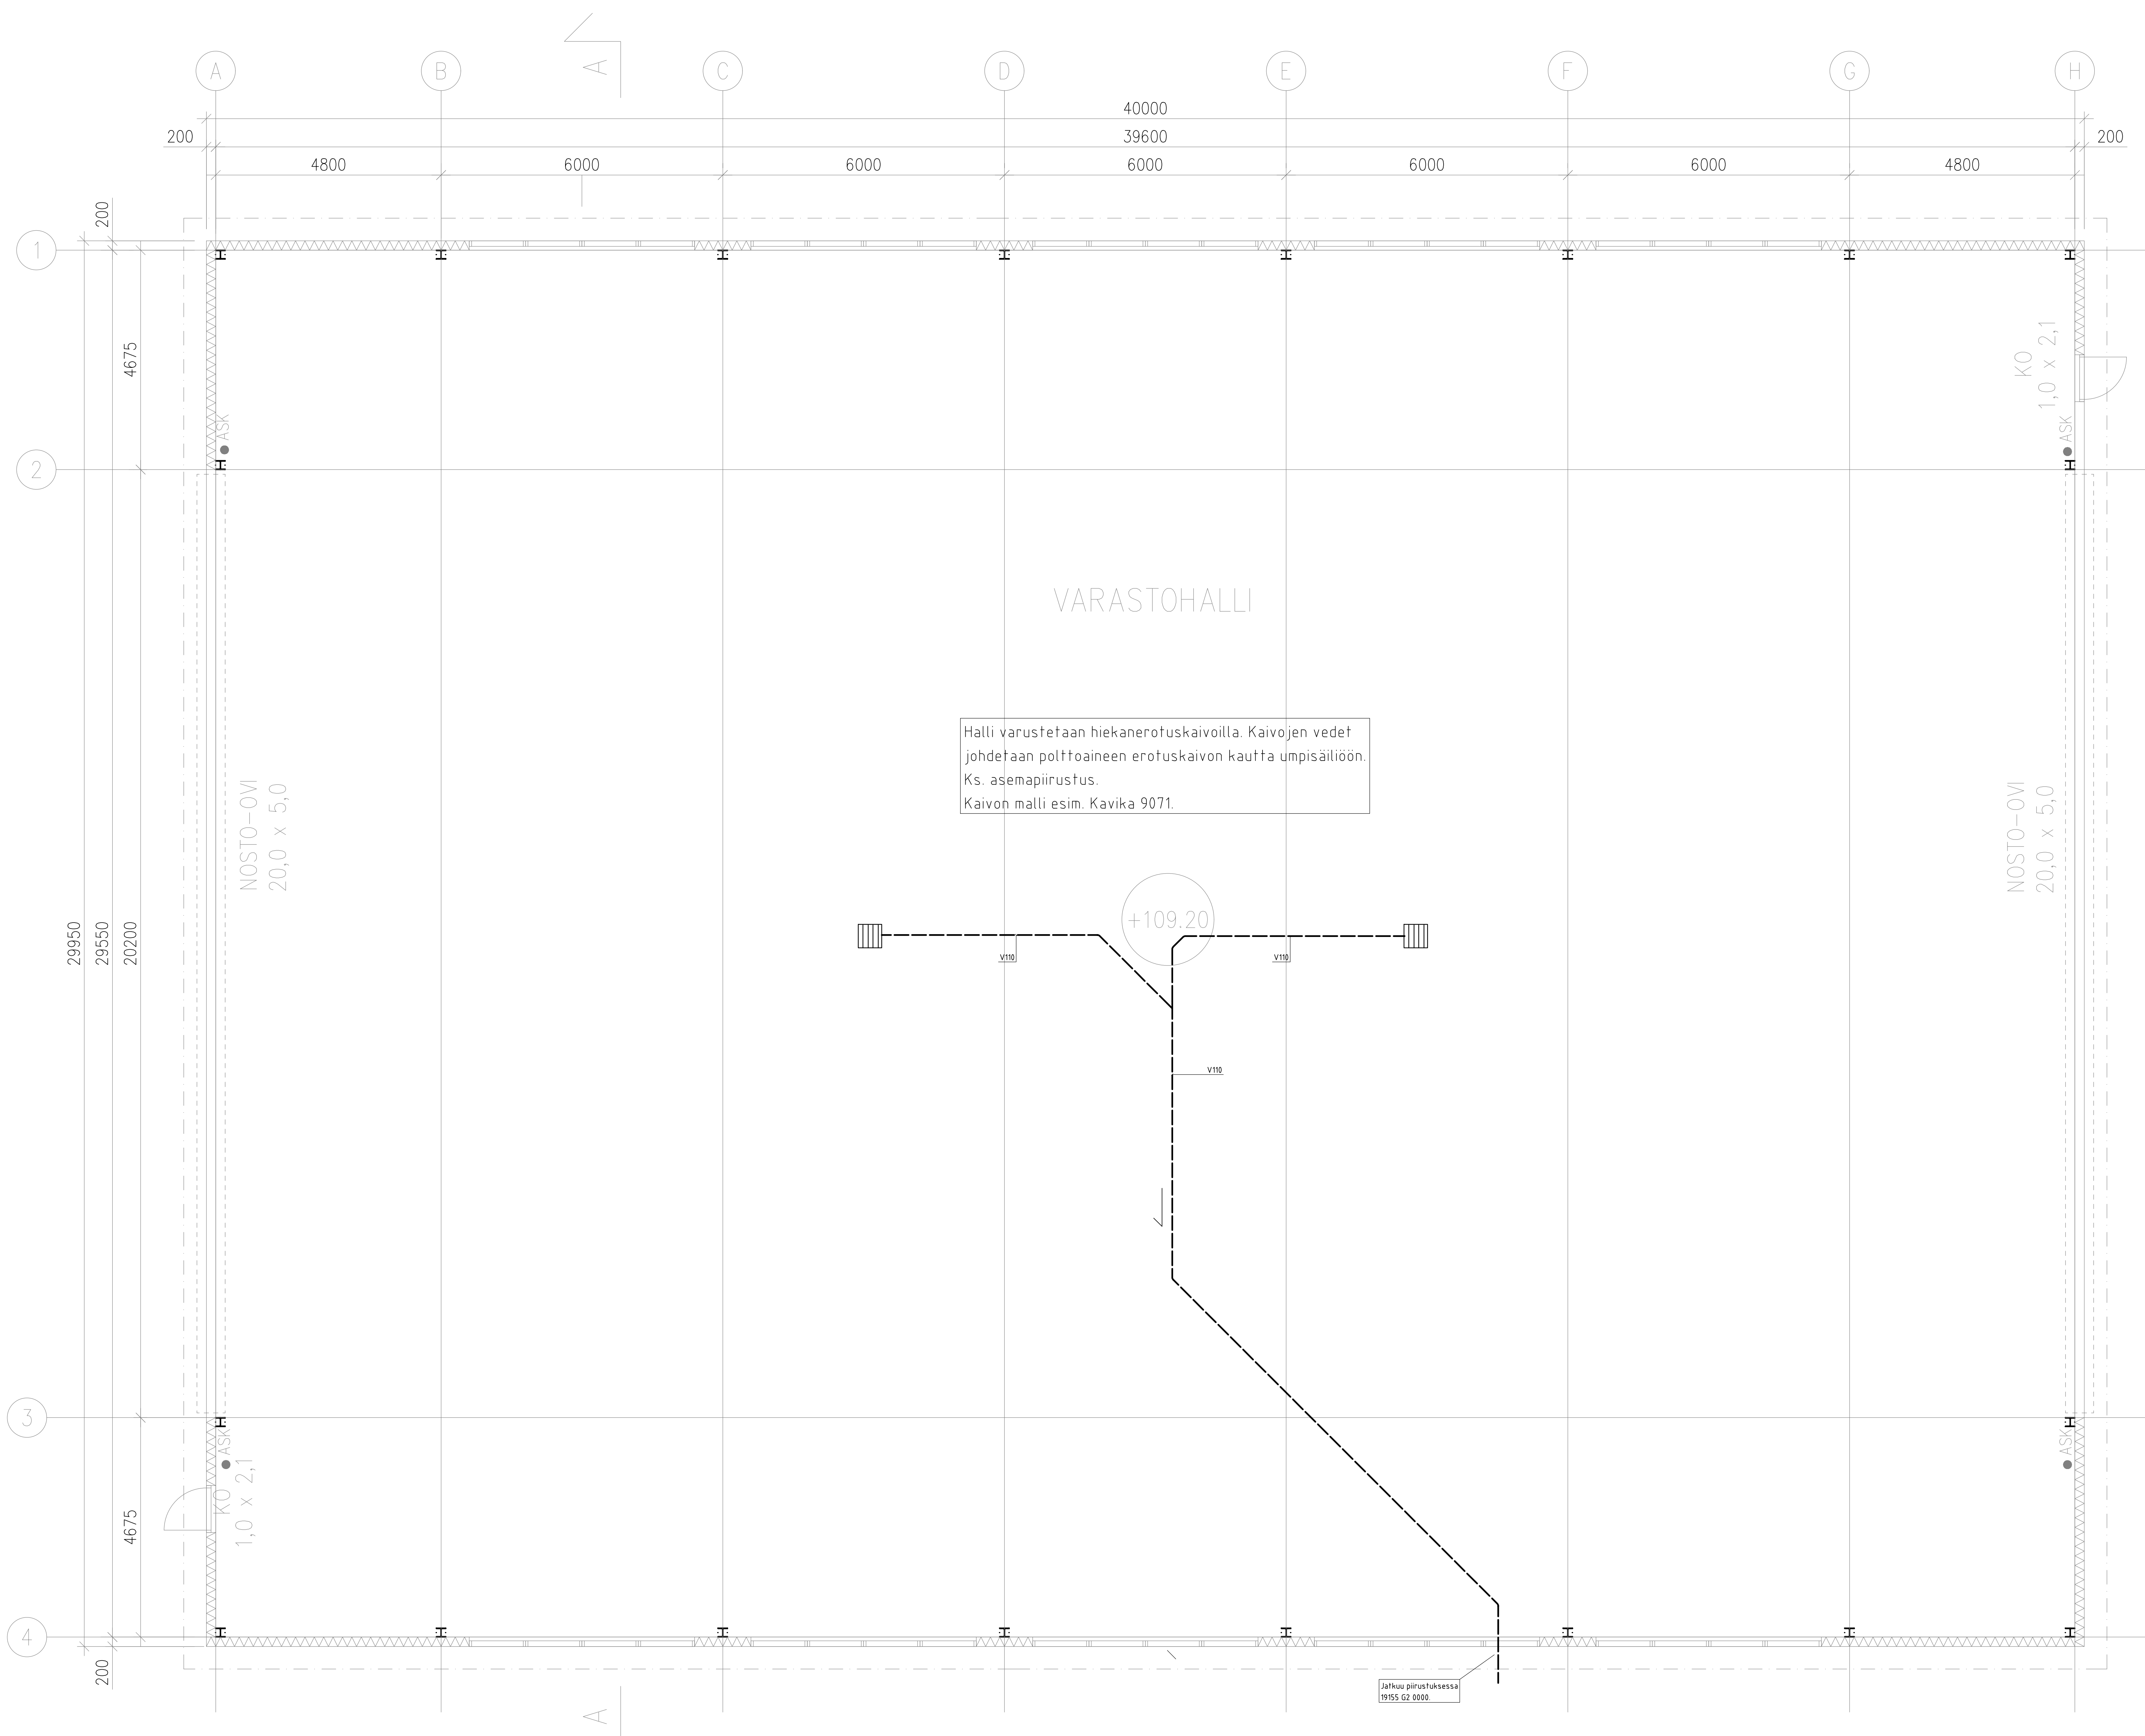 A
A
B
C
D
E
F
G
H
40000
200
39600
200
4800
6000
6000
6000
6000
6000
4800
200
1
4675
KO
1,0 x 2,1
ASK
ASK
2
VARASTOHALLI
Halli varustetaan hiekanerotuskaivoilla. Kaivojen vedet
johdetaan polttoaineen erotuskaivon kautta umpisäiliöön.
Ks. asemapiirustus.
Kaivon malli esim. Kavika 9071.
NOSTO-OVI
20,0 x 5,0
NOSTO-OVI
20,0 x 5,0
29950
29550
20200
+109.20
V110
V110
V110
3
ASK
ASK
KO
1,0 x 2,1
4675
4
200
Jatkuu piirustuksessa
19155 G2 0000.
A